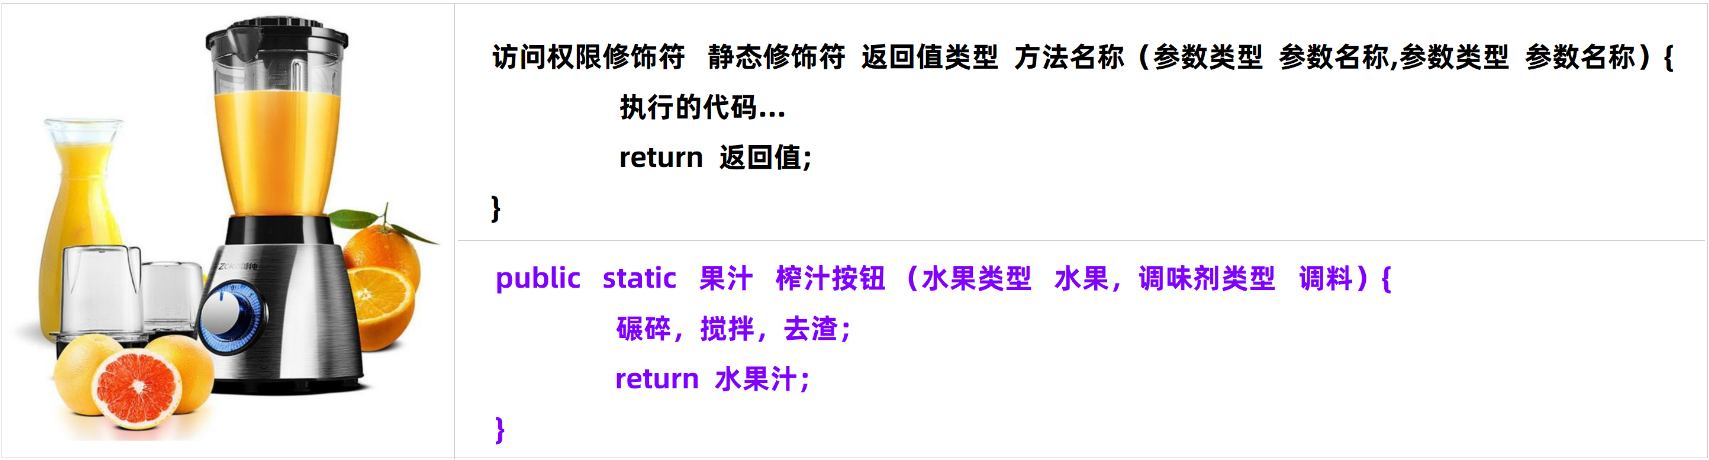 访问权限修饰符 静态修饰符 返回值类型 方法名称（参数类型 参数名称,参数类型 参数名称）{
执行的代码...
return 返回值;
}
public static 果汁 榨汁按钮 （水果类型 水果，调味剂类型 调料）{
碾碎，搅拌，去渣；
return 水果汁；
}